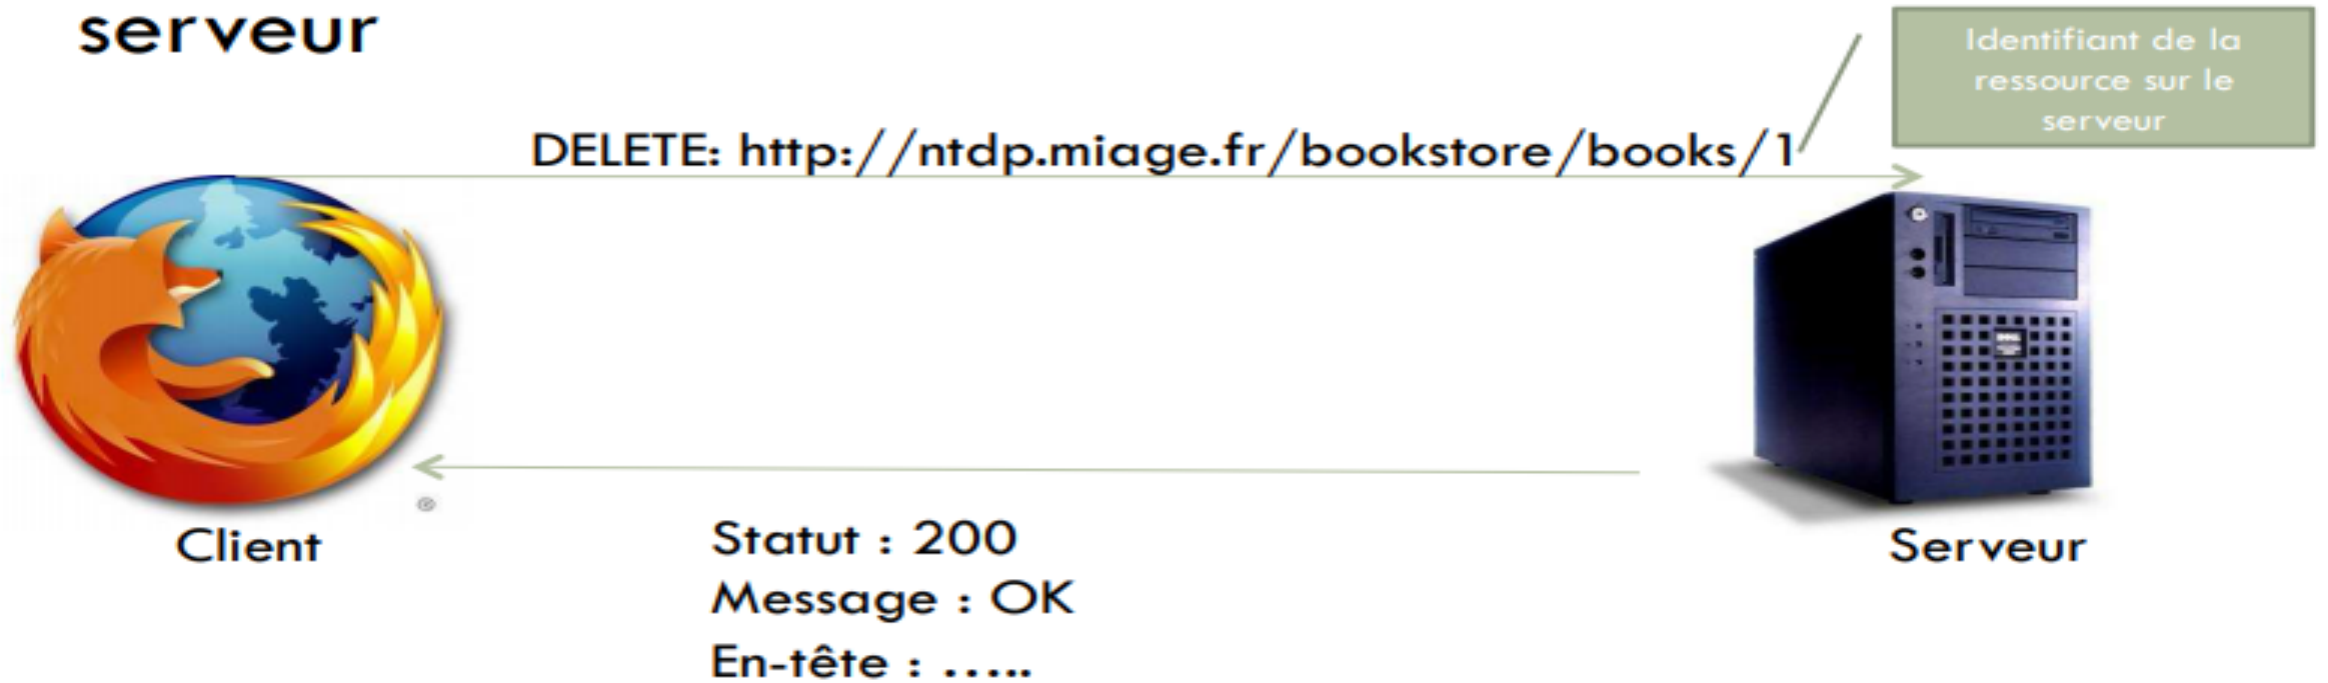 serveur
Identifiant de la
ressource sur le
serveur
DELETE: http://ntdp.miage.fr/bookstore/books/1
Client
Serveur
Statut : 200
Message : OK
En-tête : …..